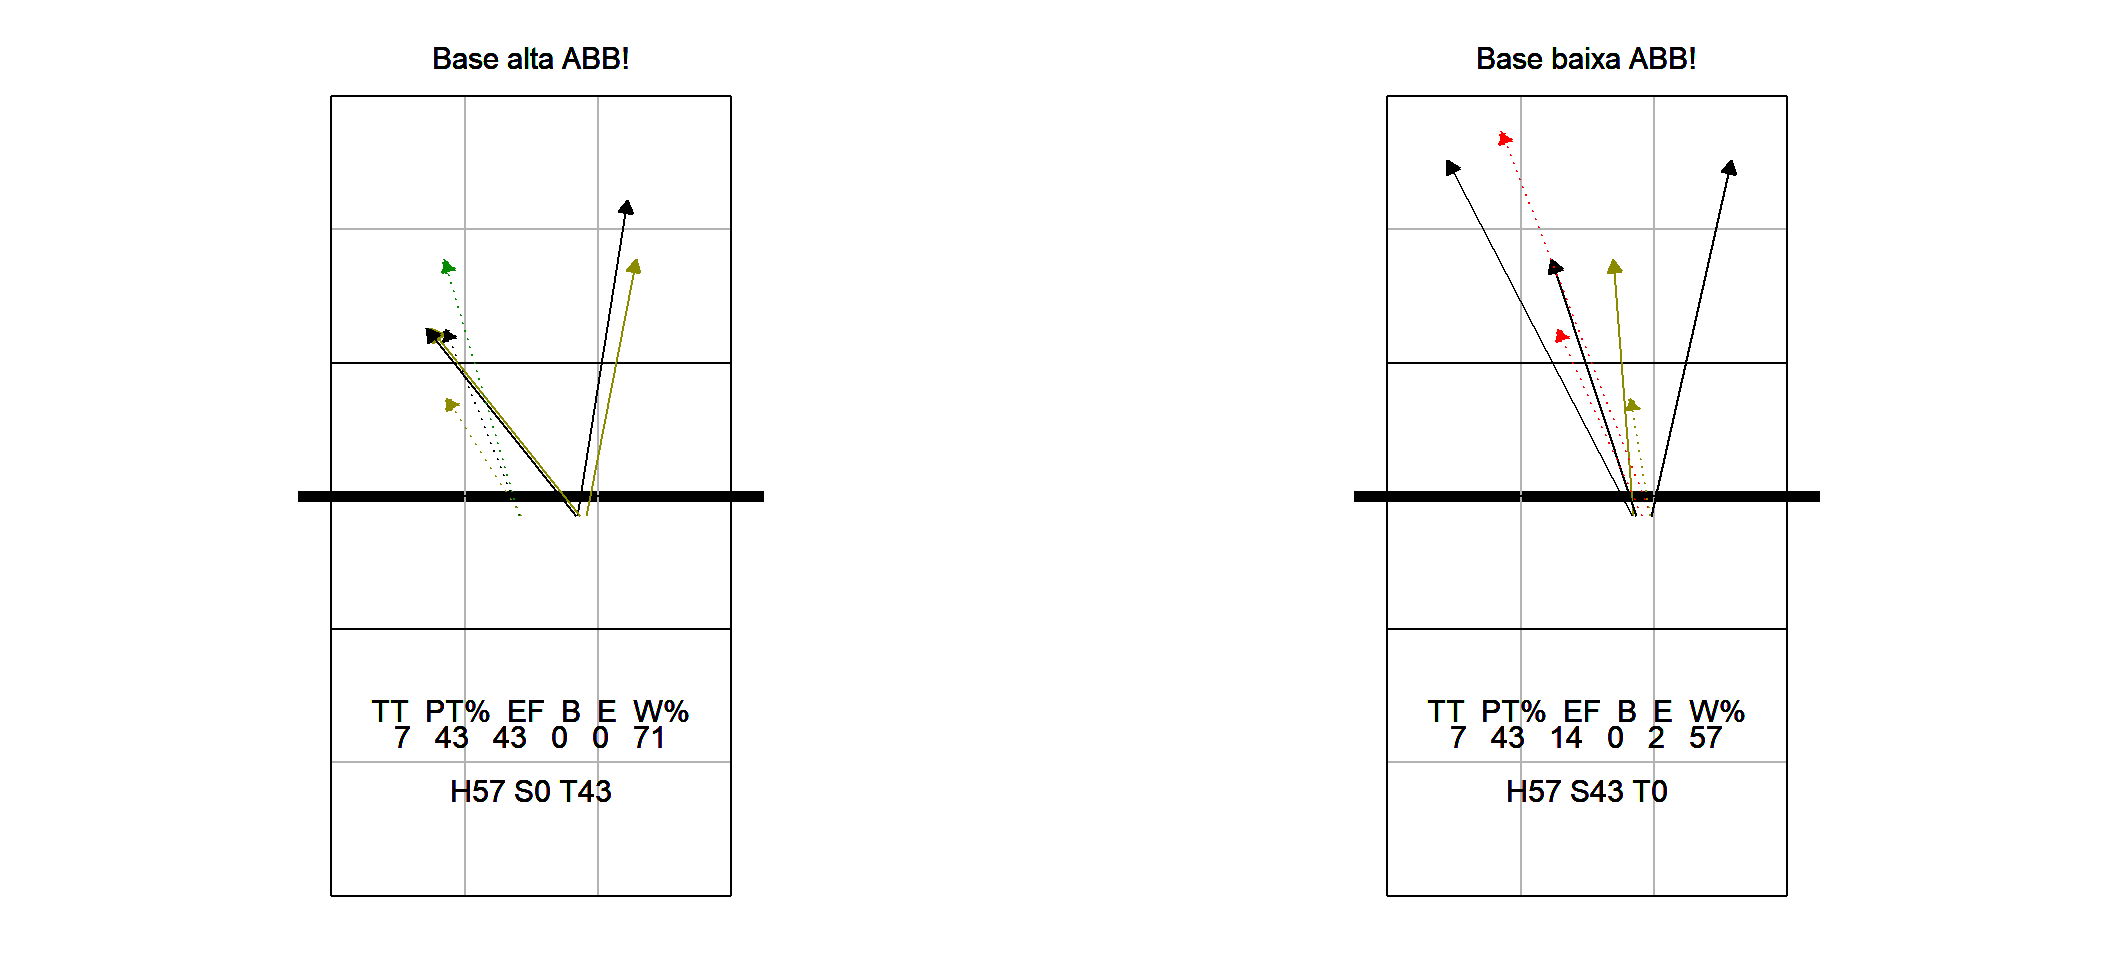 Base alta ABB!
TT PT% EF B E W%
7 43 43 0 0 71
H57 S0 T43
Base baixa ABB!
TT PT% EF B E W%
7 43 14 0 2 57
H57 S43 T0